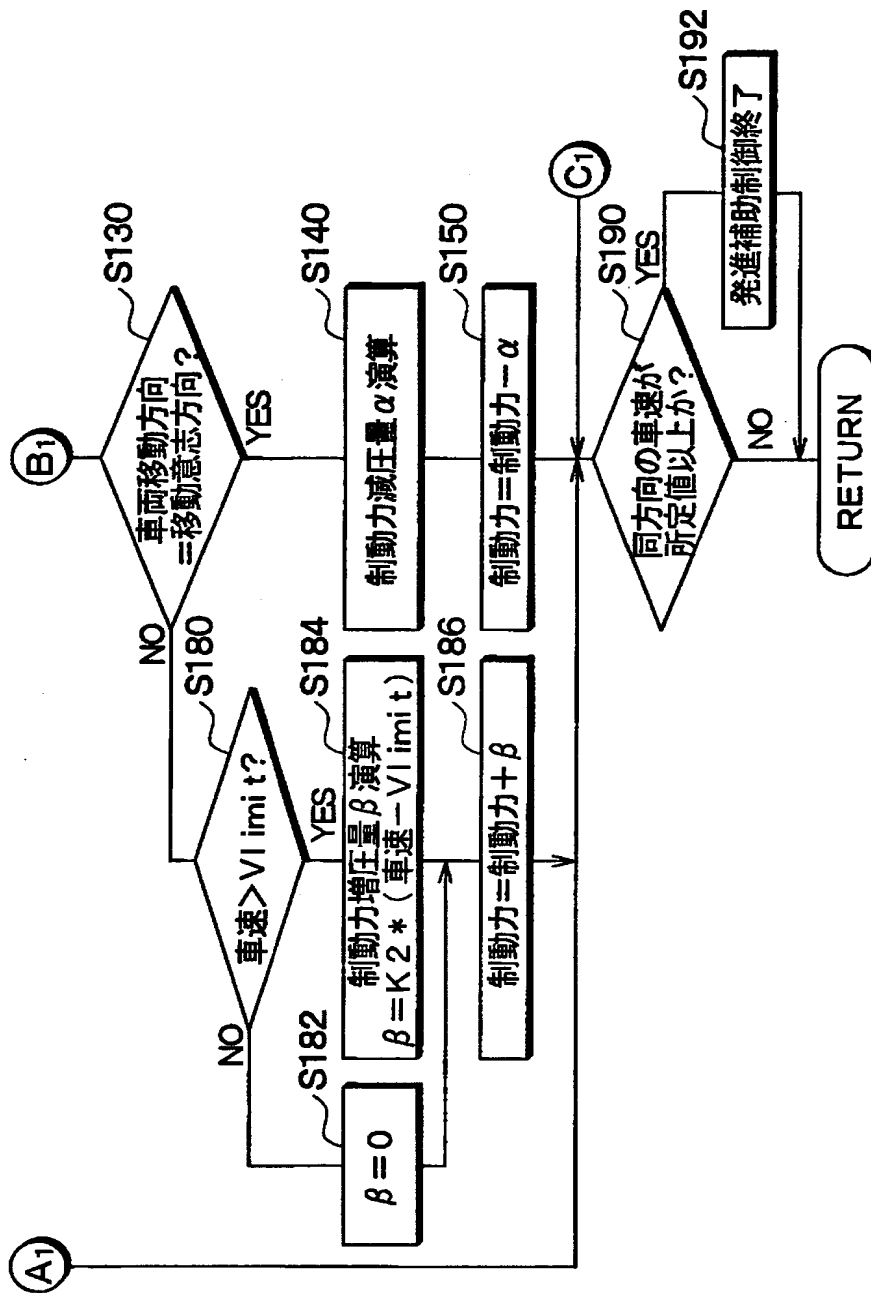 A1
B1
車両移動方向
＝移動意志方向？
S130
NO
YES
車速＞Vlimit?
S180
NO
YES
β＝0
S182
制動力増圧量β演算
β＝K2＊（車速－Vlimit）
S184
制動力減圧量α演算
S140
制動力＝制動力＋β
S186
制動力＝制動力－α
S150
C1
同方向の車速が
所定値以上か？
S190
YES
NO
発進補助制御終了
S192
RETURN